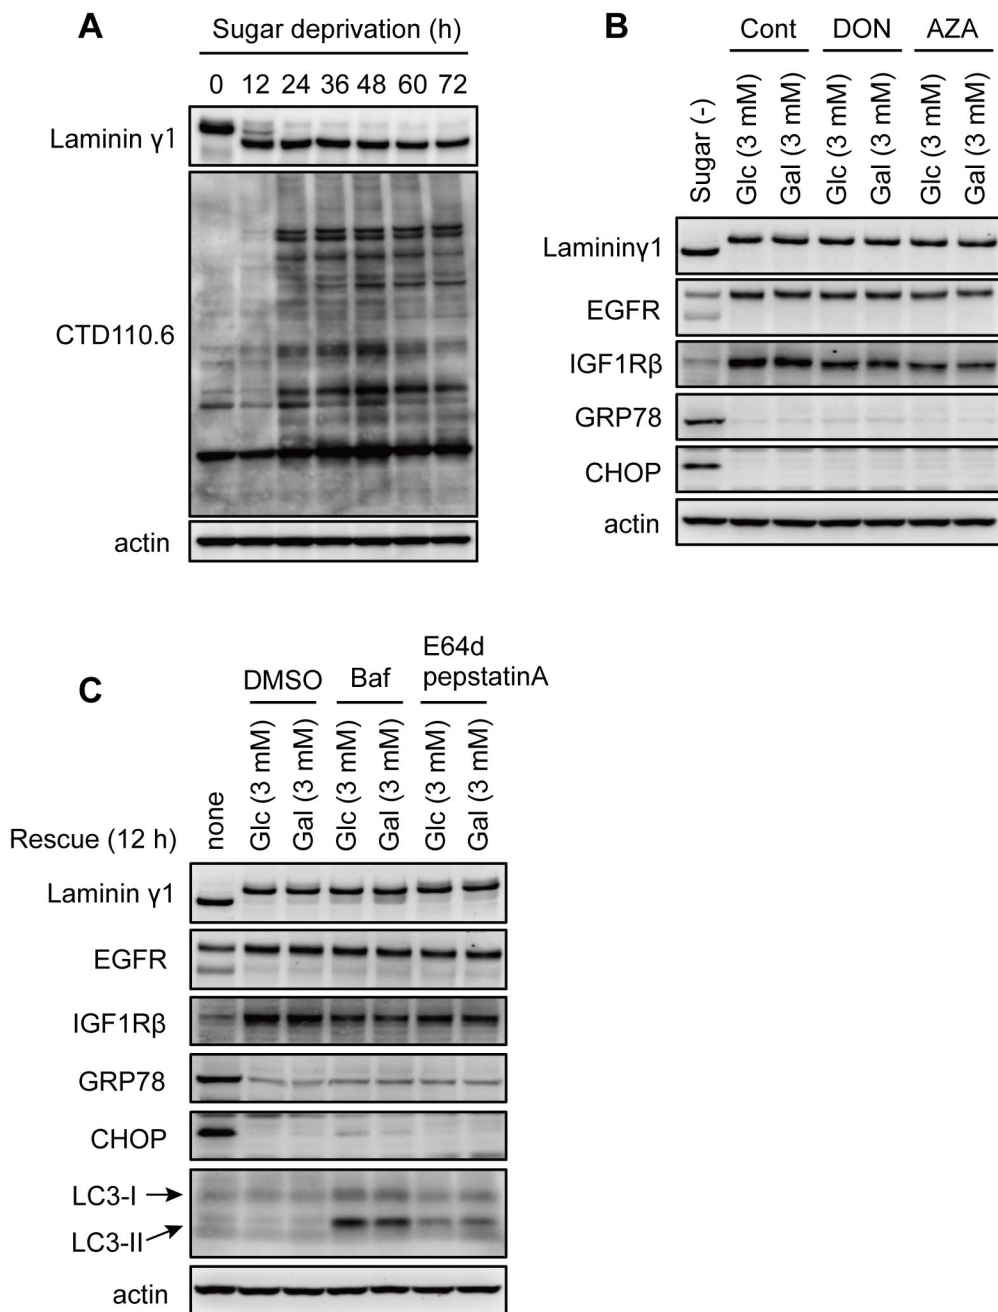 A
Sugar deprivation (h)
0 12 24 36 48 60 72
Laminin γ1
CTD110.6
actin
B
Cont DON AZA
Sugar (-)
Glc (3 mM)
Gal (3 mM)
Glc (3 mM)
Gal (3 mM)
Glc (3 mM)
Gal (3 mM)
Lamininγ1
EGFR
IGF1Rβ
GRP78
CHOP
actin
C
DMSO Baf E64d
pepstatinA
Rescue (12 h)
none
Glc (3 mM)
Gal (3 mM)
Glc (3 mM)
Gal (3 mM)
Glc (3 mM)
Gal (3 mM)
Laminin γ1
EGFR
IGF1Rβ
GRP78
CHOP
LC3-I
LC3-II
actin